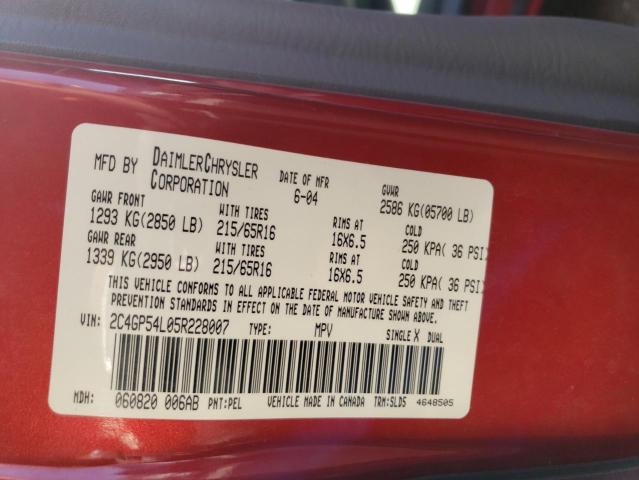 MFD BY DAIMLERCHRYSLER CORPORATION DATE OF MFR 6-04 GVWR 2586 KG(05700 LB)
GAWR FRONT WITH TIRES RIMS AT COLD
1293 KG(2850 LB) 215/65R16 16X6.5 250 KPA( 36 PSI)
GAWR REAR WITH TIRES RIMS AT COLD
1339 KG(2950 LB) 215/65R16 16X6.5 250 KPA( 36 PSI)
THIS VEHICLE CONFORMS TO ALL APPLICABLE FEDERAL MOTOR VEHICLE SAFETY AND THEFT
PREVENTION STANDARDS IN EFFECT ON THE DATE OF MANUFACTURE SHOWN ABOVE.
VIN: 2C4GP54L05R228007 TYPE: MPV SINGLE X DUAL
MDH: 060820 006AB PNT:PEL VEHICLE MADE IN CANADA TRM:SLDS 4648505